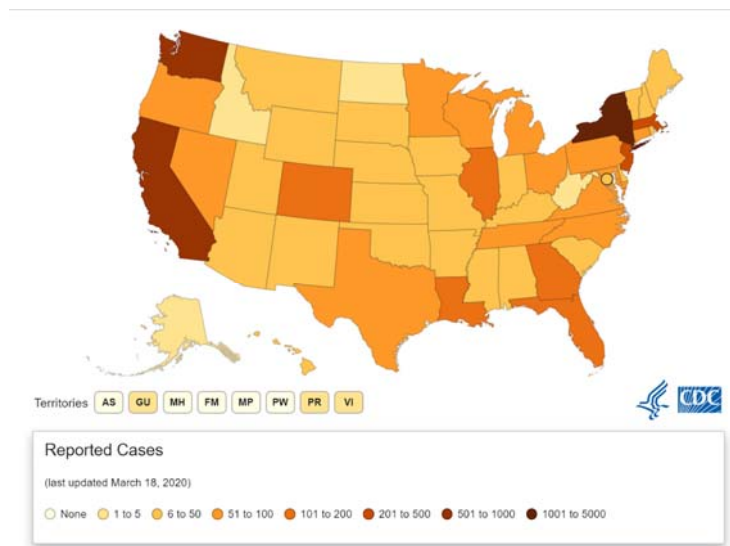 Territories AS GU MH FM MP PW PR VI
CDC
Reported Cases
(last updated March 18, 2020)
None 1 to 5 6 to 50 51 to 100 101 to 200 201 to 500 501 to 1000 1001 to 5000